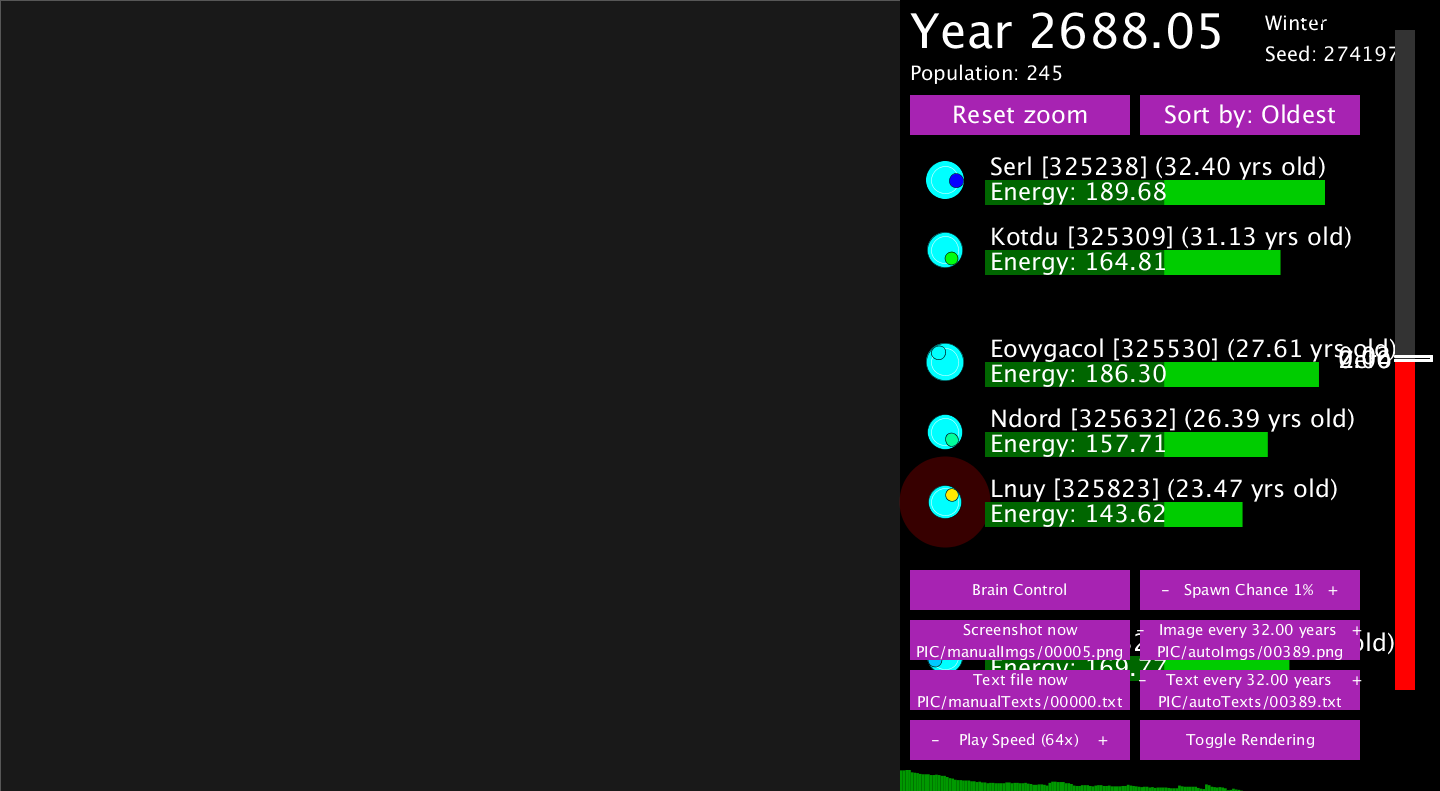 Year 2688.05
Winter
Seed: 274197
Population: 245
Reset zoom
Sort by: Oldest
Serl [325238] (32.40 yrs old)
Energy: 189.68
Kotdu [325309] (31.13 yrs old)
Energy: 164.81
Eovygacol [325530] (27.61 yrs old)
Energy: 186.30
Ndord [325632] (26.39 yrs old)
Energy: 157.71
Lnuy [325823] (23.47 yrs old)
Energy: 143.62
Brain Control
- Spawn Chance 1% +
Screenshot now
PIC/manualImgs/00005.png
- Image every 32.00 years +
PIC/autoImgs/00389.png
old)
Energy: 169.77
Text file now
PIC/manualTexts/00000.txt
- Text every 32.00 years +
PIC/autoTexts/00389.txt
- Play Speed (64x) +
Toggle Rendering